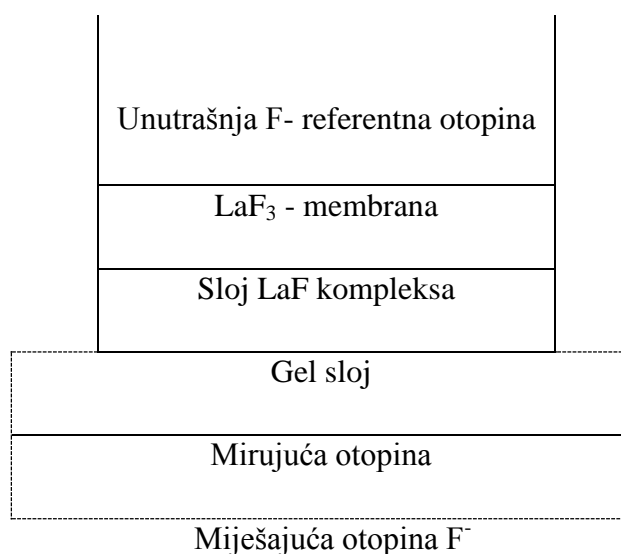 Unutrašnja F- referentna otopina
LaF₃ - membrana
Sloj LaF kompleksa
Gel sloj
Mirujuća otopina
Miješajuća otopina F⁻